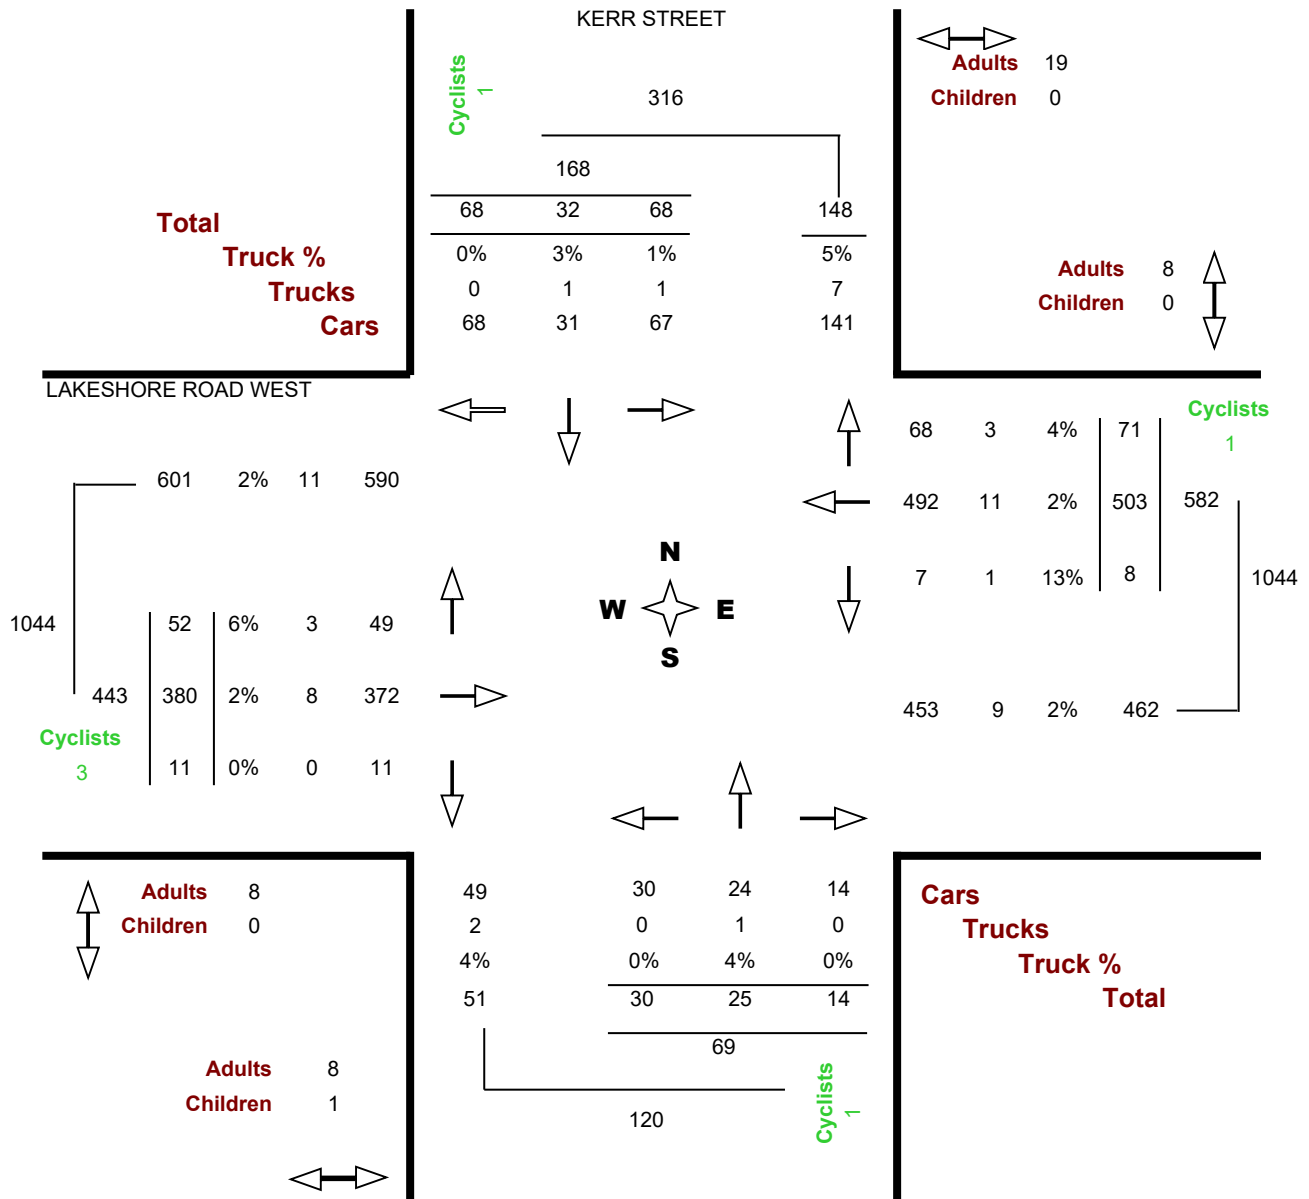 KERR STREET
Adults 19
Children 0
Cyclists
1
316
168
68 32 68 148
Total
0% 3% 1% 5%
Truck %
Adults 8
Children 0
0 1 1 7
Trucks
68 31 67 141
Cars
LAKESHORE ROAD WEST
Cyclists
1
68 3 4% 71
601 2% 11 590
492 11 2% 503 582
N
7 1 13% 8
1044
W E
S
1044
52 6% 3 49
443 380 2% 8 372
453 9 2% 462
Cyclists
3
11 0% 0 11
Adults 8
Children 0
49 30 24 14
Cars
2 0 1 0
Trucks
4% 0% 4% 0%
Truck %
51 30 25 14
Total
69
Adults 8
Children 1
Cyclists
1
120